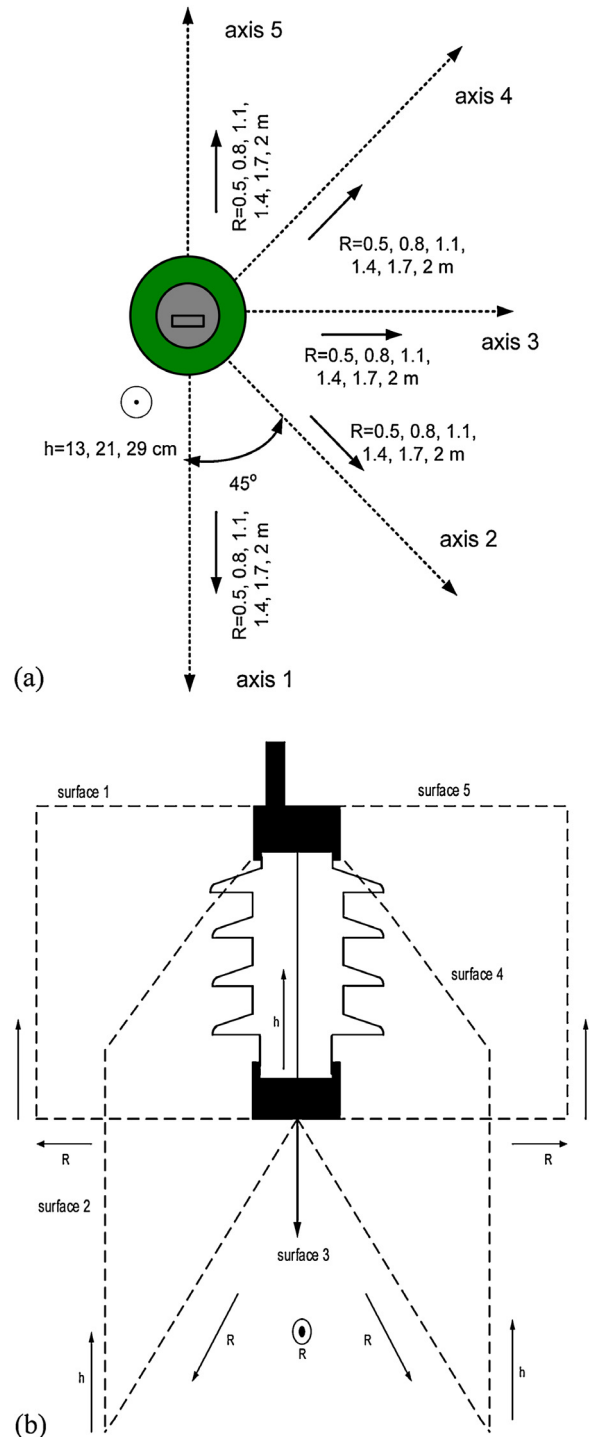 axis 5
R=0.5, 0.8, 1.1,
1.4, 1.7, 2 m
axis 4
R=0.5, 0.8, 1.1,
1.4, 1.7, 2 m
axis 3
R=0.5, 0.8, 1.1,
1.4, 1.7, 2 m
h=13, 21, 29 cm
45º
R=0.5, 0.8, 1.1,
1.4, 1.7, 2 m
axis 2
R=0.5, 0.8, 1.1,
1.4, 1.7, 2 m
axis 1
(a)
surface 1
surface 5
surface 4
h
R
R
surface 2
surface 3
R
R
R
h
h
(b)